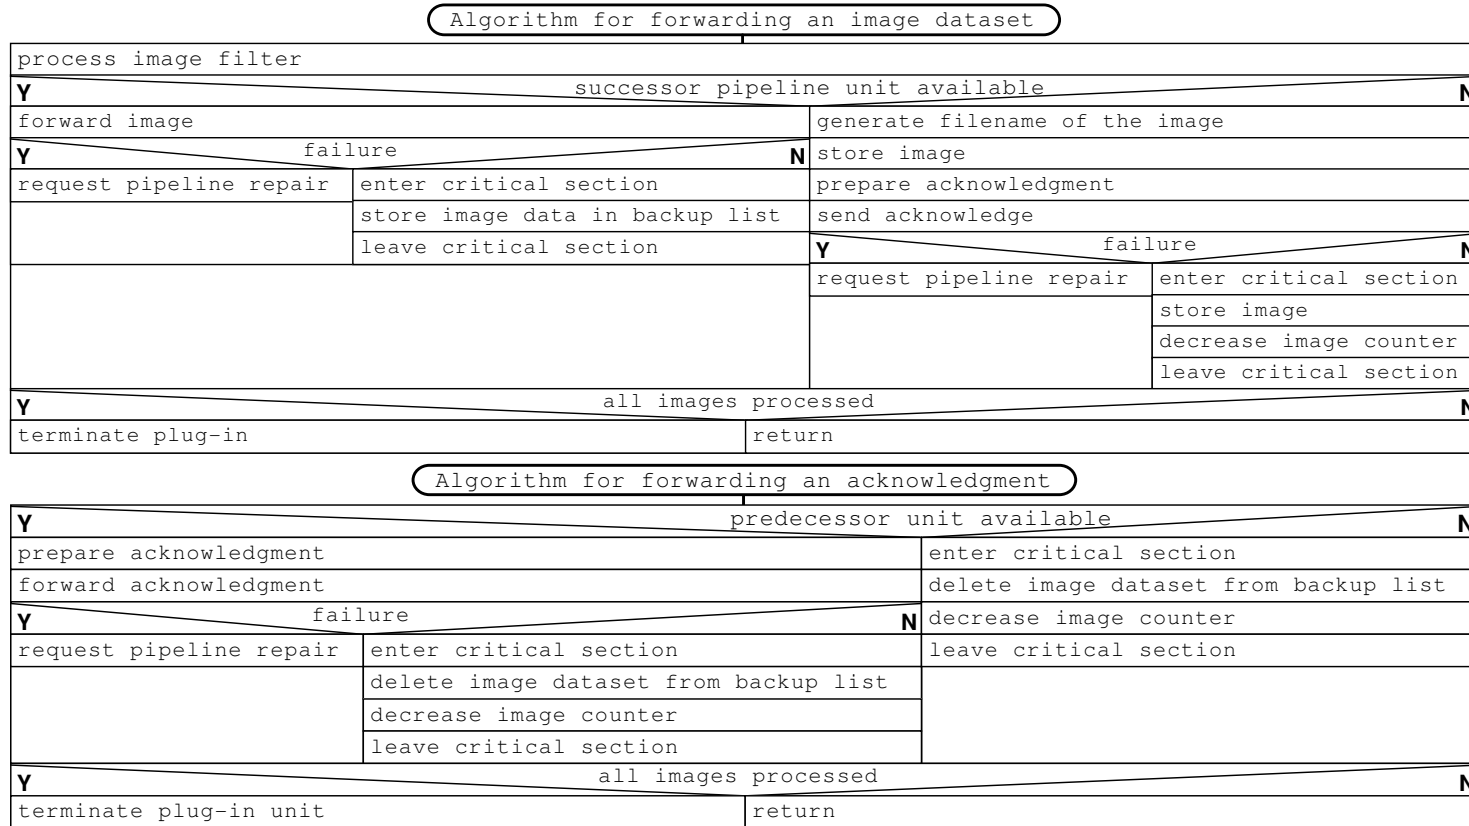 Algorithm for forwarding an image dataset
process image filter
Y successor pipeline unit available N
forward image
generate filename of the image
Y failure N
store image
request pipeline repair
enter critical section
prepare acknowledgment
store image data in backup list
send acknowledge
leave critical section
Y failure N
request pipeline repair
enter critical section
store image
decrease image counter
leave critical section
Y all images processed N
terminate plug-in
return
Algorithm for forwarding an acknowledgment
Y predecessor unit available N
prepare acknowledgment
enter critical section
forward acknowledgment
delete image dataset from backup list
Y failure N
decrease image counter
request pipeline repair
enter critical section
leave critical section
delete image dataset from backup list
decrease image counter
leave critical section
Y all images processed N
terminate plug-in unit
return